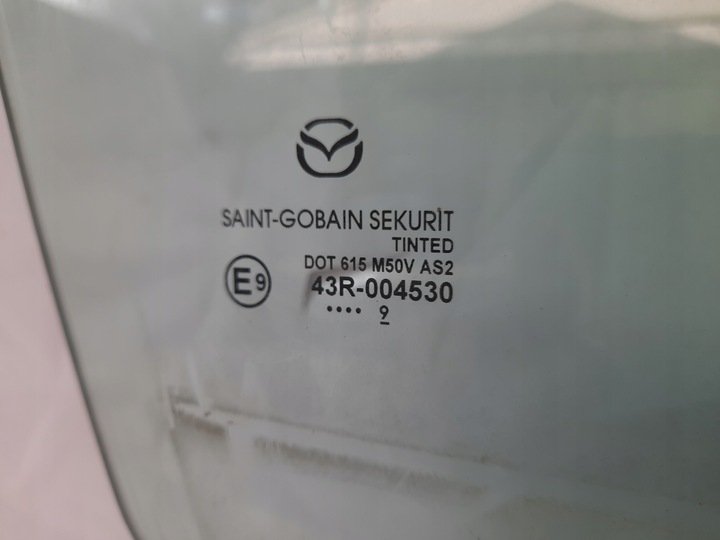 SAINT-GOBAIN SEKURIT
TINTED
DOT 615 M50V AS2
E9 43R-004530
.... 9